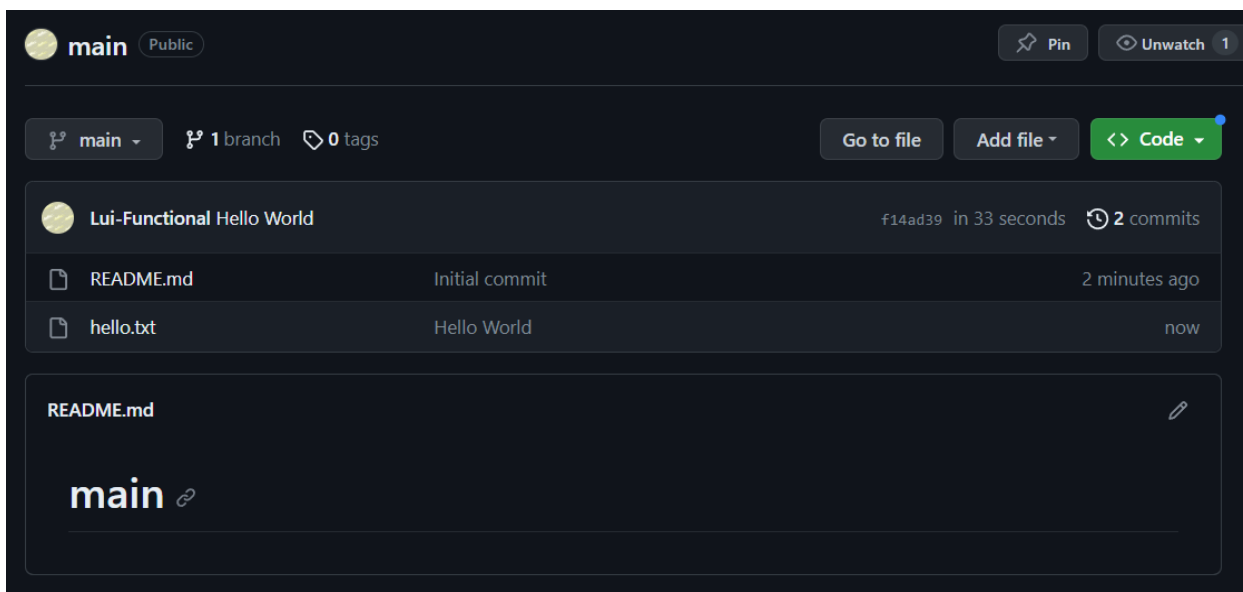 main Public Pin Unwatch 1
main 1 branch 0 tags Go to file Add file <> Code
Lui-Functional Hello World f14ad39 in 33 seconds 2 commits
README.md Initial commit 2 minutes ago
hello.txt Hello World now
README.md
main